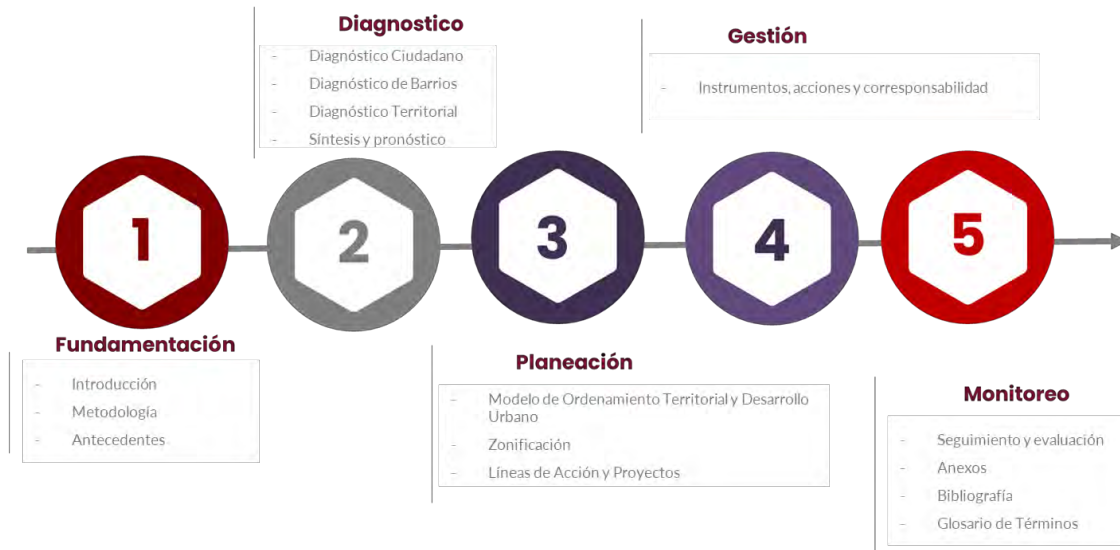 Diagnostico
- Diagnóstico Ciudadano
- Diagnóstico de Barrios
- Diagnóstico Territorial
- Síntesis y pronóstico
Gestión
- Instrumentos, acciones y corresponsabilidad
1
2
3
4
5
Fundamentación
- Introducción
- Metodología
- Antecedentes
Planeación
- Modelo de Ordenamiento Territorial y Desarrollo
Urbano
- Zonificación
- Líneas de Acción y Proyectos
Monitoreo
- Seguimiento y evaluación
- Anexos
- Bibliografía
- Glosario de Términos